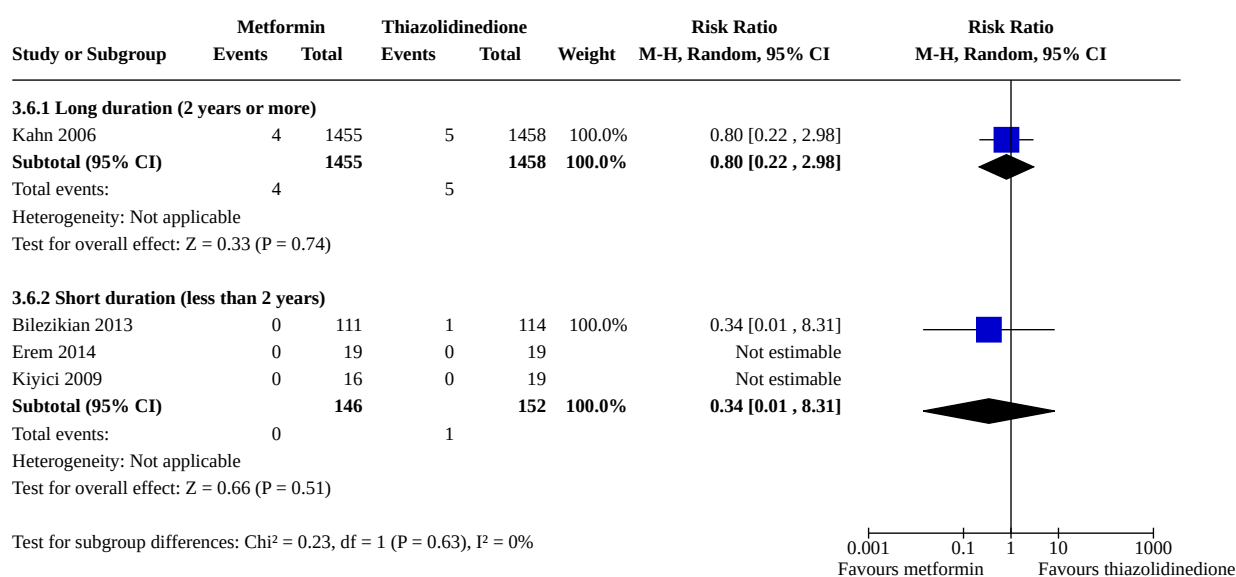 Metformin Thiazolidinedione Risk Ratio Risk Ratio
Study or Subgroup Events Total Events Total Weight M-H, Random, 95% CI M-H, Random, 95% CI
3.6.1 Long duration (2 years or more)
Kahn 2006 4 1455 5 1458 100.0% 0.80 [0.22 , 2.98]
Subtotal (95% CI) 1455 1458 100.0% 0.80 [0.22 , 2.98]
Total events: 4 5
Heterogeneity: Not applicable
Test for overall effect: Z = 0.33 (P = 0.74)
3.6.2 Short duration (less than 2 years)
Bilezikian 2013 0 111 1 114 100.0% 0.34 [0.01 , 8.31]
Erem 2014 0 19 0 19 Not estimable
Kiyici 2009 0 16 0 19 Not estimable
Subtotal (95% CI) 146 152 100.0% 0.34 [0.01 , 8.31]
Total events: 0 1
Heterogeneity: Not applicable
Test for overall effect: Z = 0.66 (P = 0.51)
Test for subgroup differences: Chi² = 0.23, df = 1 (P = 0.63), I² = 0%
0.001 0.1 1 10 1000
Favours metformin Favours thiazolidinedione